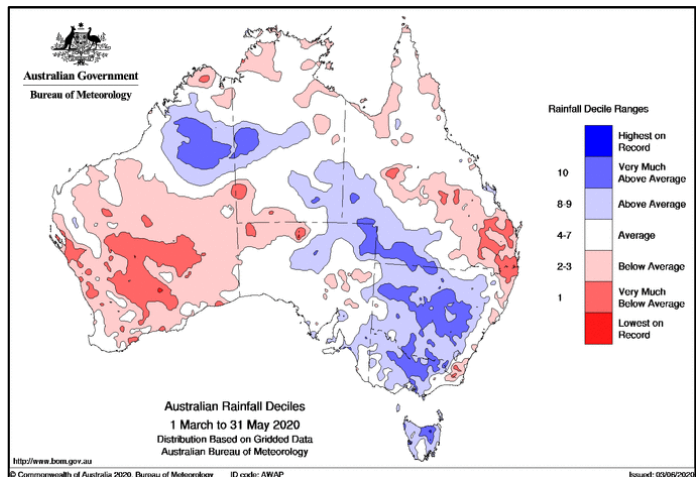 Australian Government
Bureau of Meteorology
Rainfall Decile Ranges
Highest on
Record
10
Very Much
Above Average
8-9
Above Average
4-7
Average
2-3
Below Average
1
Very Much
Below Average
Lowest on
Record
Australian Rainfall Deciles
1 March to 31 May 2020
Distribution Based on Gridded Data
Australian Bureau of Meteorology
http://www.bom.gov.au
© Commonwealth of Australia 2020, Bureau of Meteorology ID code: AWAP Issued: 03/06/2020